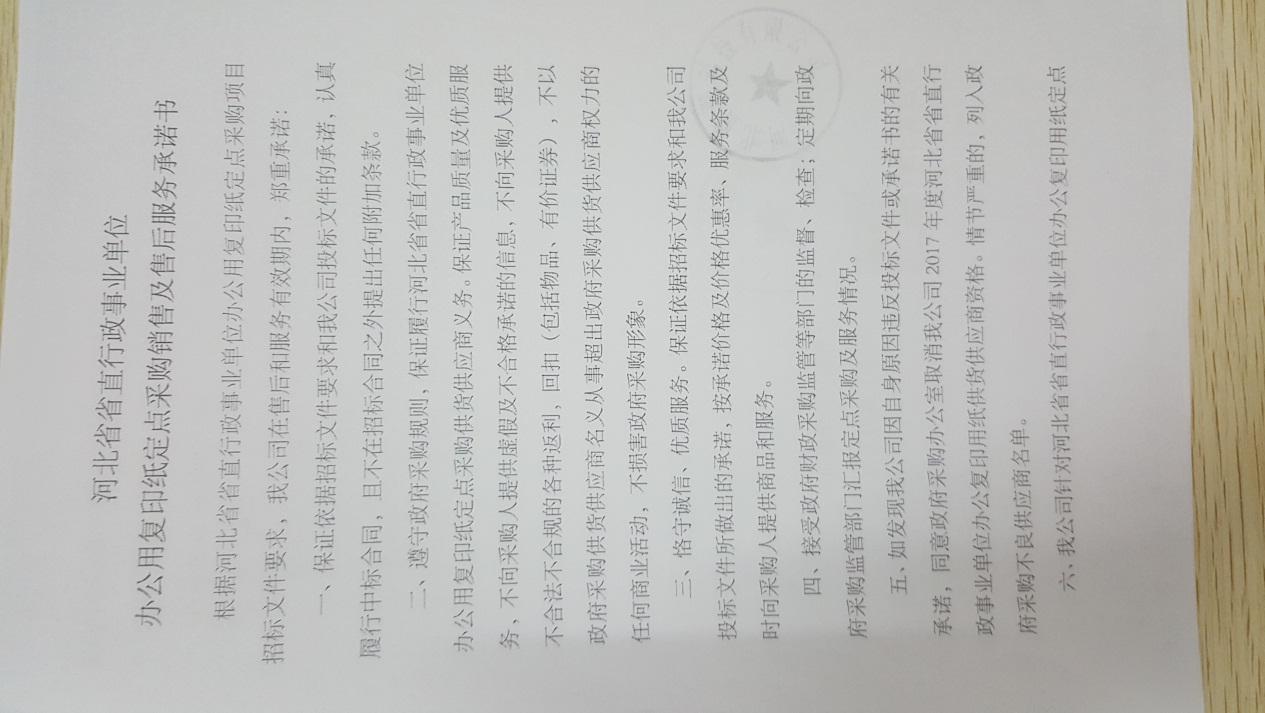 河北省省直行政事业单位
办公用复印纸定点采购销售及售后服务承诺书
根据河北省省直行政事业单位办公用复印纸定点采购项目
招标文件要求，我公司在售后和服务有效期内，郑重承诺：
一、保证依据招标文件要求和我公司投标文件的承诺，认真
履行中标合同，且不在招标合同之外提出任何附加条款。
二、遵守政府采购规则，保证履行河北省省直行政事业单位
办公用复印纸定点采购供货供应商义务。保证产品质量及优质服
务，不向采购人提供虚假及不合格承诺的信息，不向采购人提供
不合法不合规的各种返利，回扣（包括物品、有价证券），不以
政府采购供货供应商名义从事超出政府采购供货供应商权力的
任何商业活动，不损害政府采购形象。
三、恪守诚信、优质服务。保证依据招标文件要求和我公司
投标文件所做出的承诺，按承诺价格及价格优惠率、服务条款及
时向采购人提供商品和服务。
四、接受政府财政采购监管等部门的监督、检查；定期向政
府采购监管部门汇报定点采购及服务情况。
五、如发现我公司因自身原因违反投标文件或承诺书的有关
承诺，同意政府采购办公室取消我公司 2017 年度河北省省直行
政事业单位办公复印用纸供货供应商资格。情节严重的，列入政
府采购不良供应商名单。
六、我公司针对河北省省直行政事业单位办公复印用纸定点